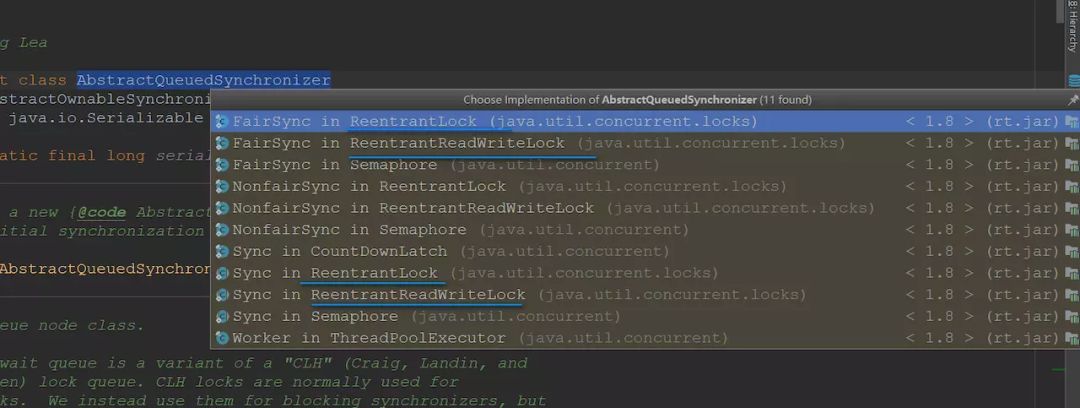 g Lea
t class AbstractQueuedSynchronizer
stractOwnableSynchroni
java.io.Serializable
atic final long serial
a new {@code Abstract
itial synchronization
AbstractQueuedSynchron
eue node class.
wait queue is a variant of a "CLH" (Craig, Landin, and
en) lock queue. CLH locks are normally used for
ks.  We instead use them for blocking synchronizers, but
Choose Implementation of AbstractQueuedSynchronizer (11 found)
FairSync in ReentrantLock (java.util.concurrent.locks) < 1.8 > (rt.jar)
FairSync in ReentrantReadWriteLock (java.util.concurrent.locks) < 1.8 > (rt.jar)
FairSync in Semaphore (java.util.concurrent) < 1.8 > (rt.jar)
NonfairSync in ReentrantLock (java.util.concurrent.locks) < 1.8 > (rt.jar)
NonfairSync in ReentrantReadWriteLock (java.util.concurrent.locks) < 1.8 > (rt.jar)
NonfairSync in Semaphore (java.util.concurrent) < 1.8 > (rt.jar)
Sync in CountDownLatch (java.util.concurrent) < 1.8 > (rt.jar)
Sync in ReentrantLock (java.util.concurrent.locks) < 1.8 > (rt.jar)
Sync in ReentrantReadWriteLock (java.util.concurrent.locks) < 1.8 > (rt.jar)
Sync in Semaphore (java.util.concurrent) < 1.8 > (rt.jar)
Worker in ThreadPoolExecutor (java.util.concurrent) < 1.8 > (rt.jar)
8: Hierarchy